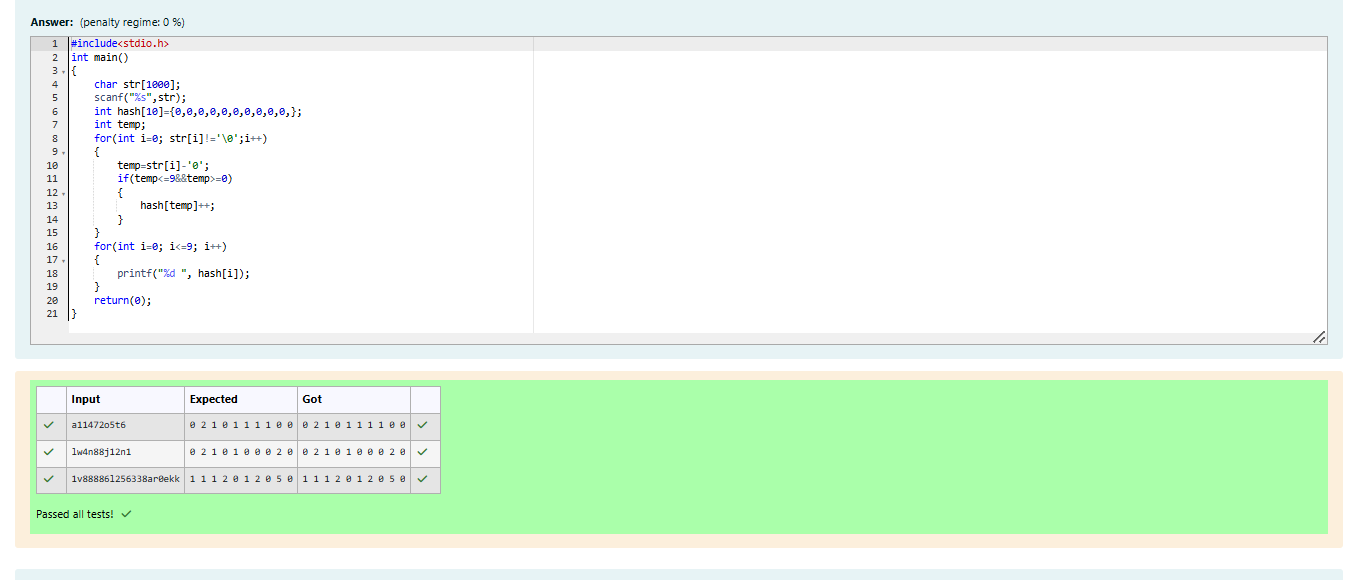 Answer: (penalty regime: 0 %)
1 #include<stdio.h>
2 int main()
3 {
4 char str[1000];
5 scanf("%s",str);
6 int hash[10]={0,0,0,0,0,0,0,0,0,0,};
7 int temp;
8 for(int i=0; str[i]!='\0';i++)
9 {
10 temp=str[i]-'0';
11 if(temp<=9&&temp>=0)
12 {
13 hash[temp]++;
14 }
15 }
16 for(int i=0; i<=9; i++)
17 {
18 printf("%d ", hash[i]);
19 }
20 return(0);
21 }
Input Expected Got
a11472o5t6 0 2 1 0 1 1 1 1 0 0 0 2 1 0 1 1 1 1 0 0
lw4n88j12n1 0 2 1 0 1 0 0 0 2 0 0 2 1 0 1 0 0 0 2 0
1v88886l256338ar0ekk 1 1 1 2 0 1 2 0 5 0 1 1 1 2 0 1 2 0 5 0
Passed all tests!